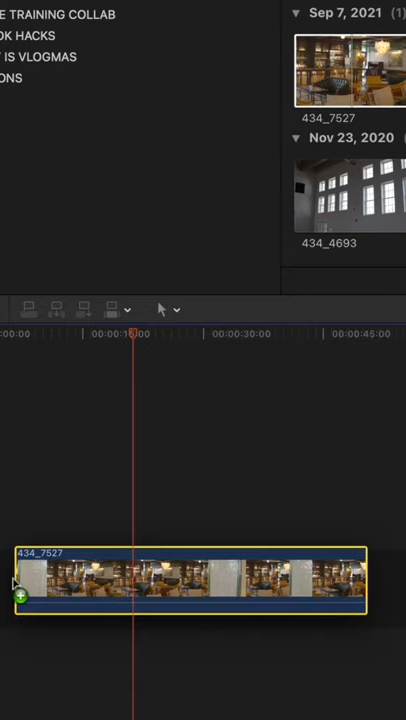 E TRAINING COLLAB
OK HACKS
IS VLOGMAS
ONS
Sep 7, 2021 (1)
434_7527
Nov 23, 2020
434_4693
:00:00
00:00:15:00
00:00:30:00
00:00:45:00
434_7527